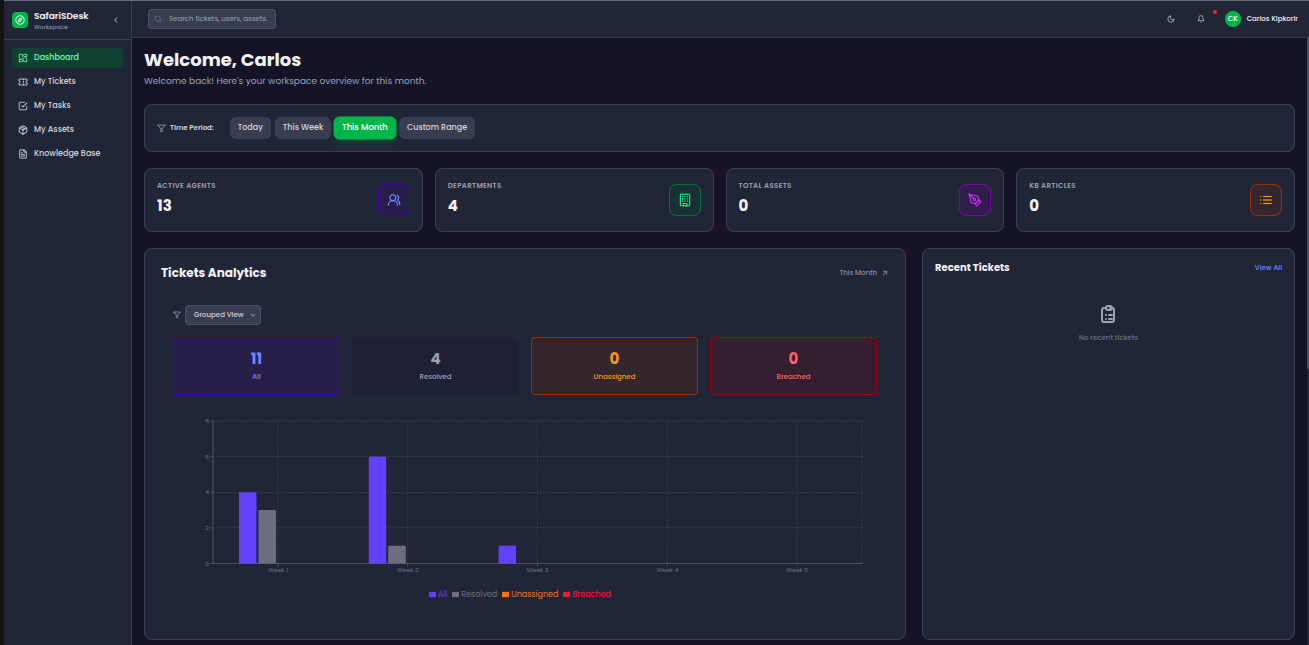 SafariSDesk
Workspace
Search tickets, users, assets.
CK
Carlos Kipkorir
Dashboard
My Tickets
My Tasks
My Assets
Knowledge Base
Welcome, Carlos
Welcome back! Here's your workspace overview for this month.
Time Period:
Today
This Week
This Month
Custom Range
ACTIVE AGENTS
13
DEPARTMENTS
4
TOTAL ASSETS
0
KB ARTICLES
0
Tickets Analytics
This Month
Grouped View
11
All
4
Resolved
0
Unassigned
0
Breached
8
6
4
2
0
Week 1
Week 2
Week 3
Week 4
Week 5
All
Resolved
Unassigned
Breached
Recent Tickets
View All
No recent tickets